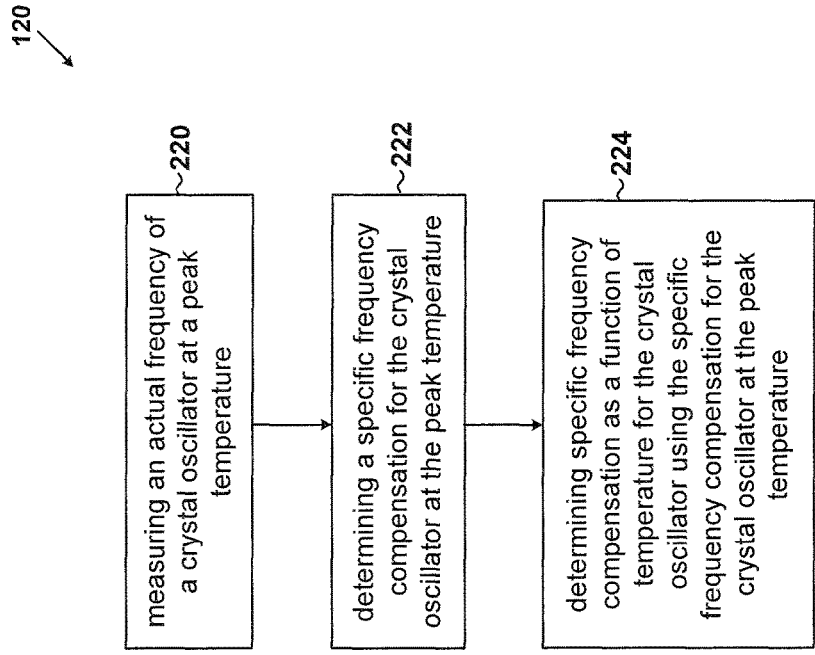 120
220
measuring an actual frequency of
a crystal oscillator at a peak
temperature
222
determining a specific frequency
compensation for the crystal
oscillator at the peak temperature
224
determining specific frequency
compensation as a function of
temperature for the crystal
oscillator using the specific
frequency compensation for the
crystal oscillator at the peak
temperature